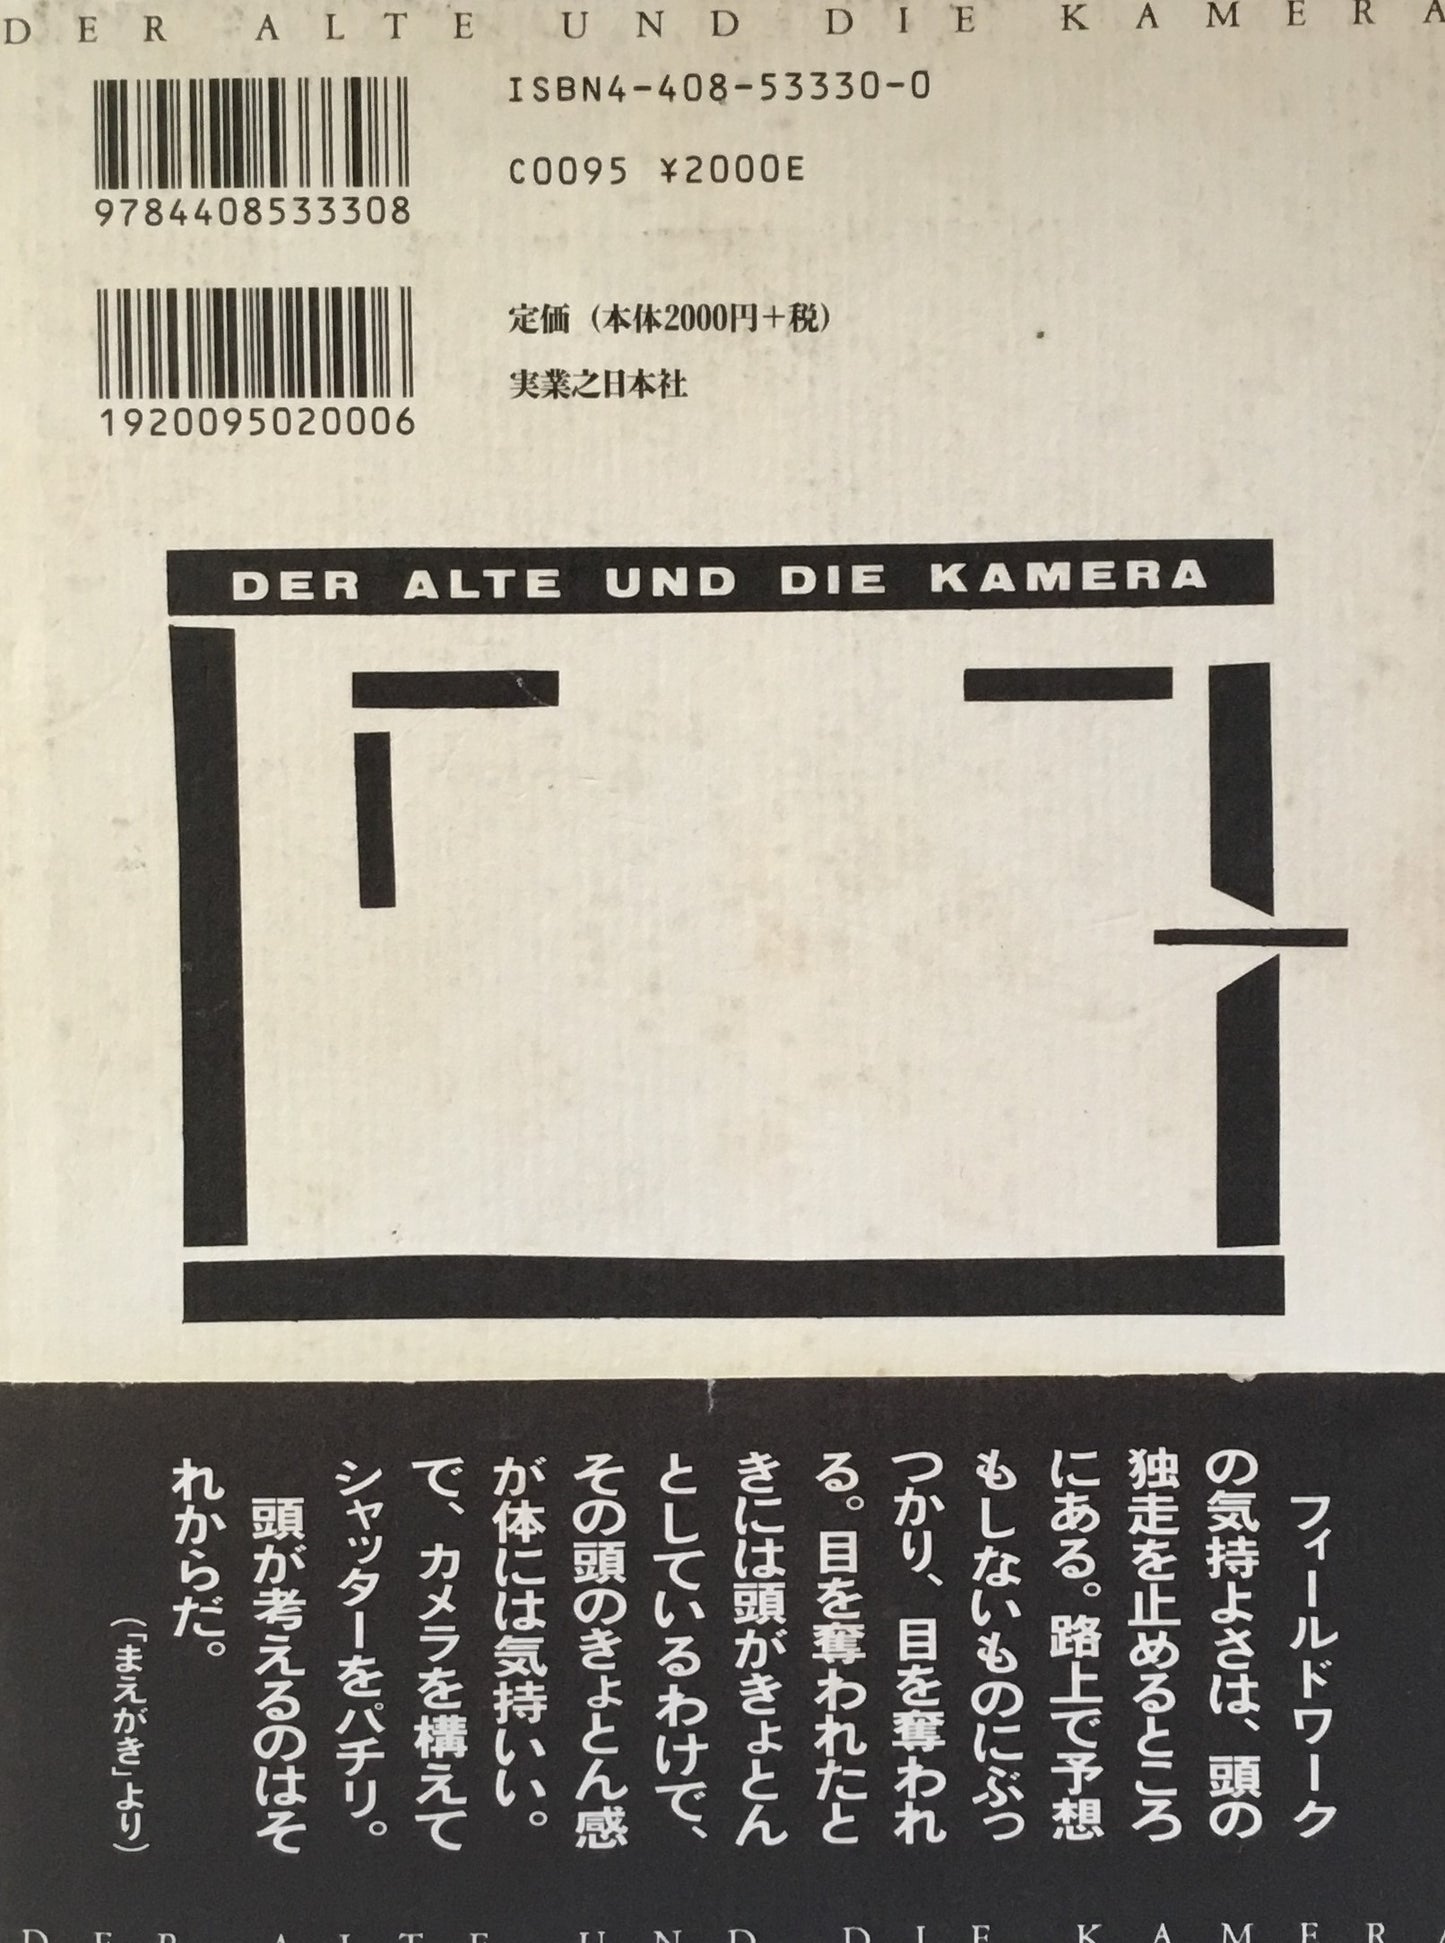 DER ALTE UND DIE KAMERA
ISBN4-408-53330-0
C0095 ¥2000E
9784408533308
定価（本体2000円＋税）
実業之日本社
1920095020006
DER ALTE UND DIE KAMERA
フィールドワーク
の気持よさは、頭の
独走を止めるところ
にある。路上で予想
もしないものにぶっ
つかり、目を奪われ
る。目を奪われたと
きには頭がきょとん
としているわけで、
その頭のきょとん感
が体には気持いい。
で、カメラを構えて
シャッターをパチリ。
頭が考えるのはそ
れからだ。
（「まえがき」より）
DER ALTE UND DIE KAMERA